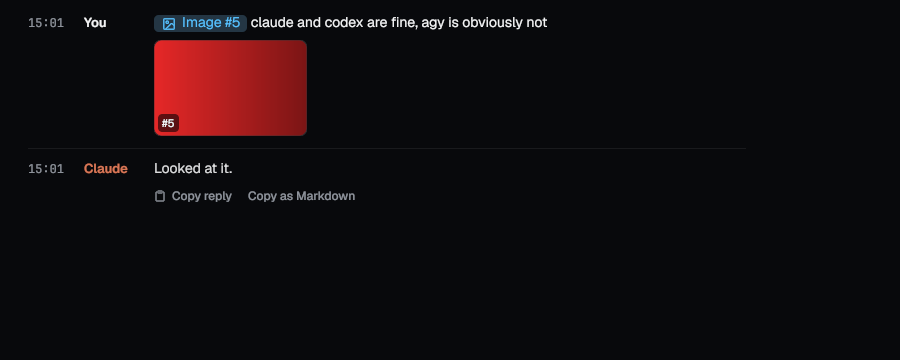 15:01 You Image #5 claude and codex are fine, agy is obviously not
#5
15:01 Claude Looked at it.
Copy reply Copy as Markdown